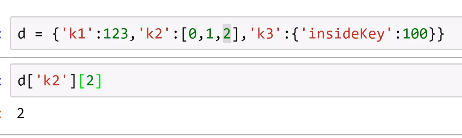 d = {'k1':123,'k2':[0,1,2],'k3':{'insideKey':100}}
d['k2'][2]
2